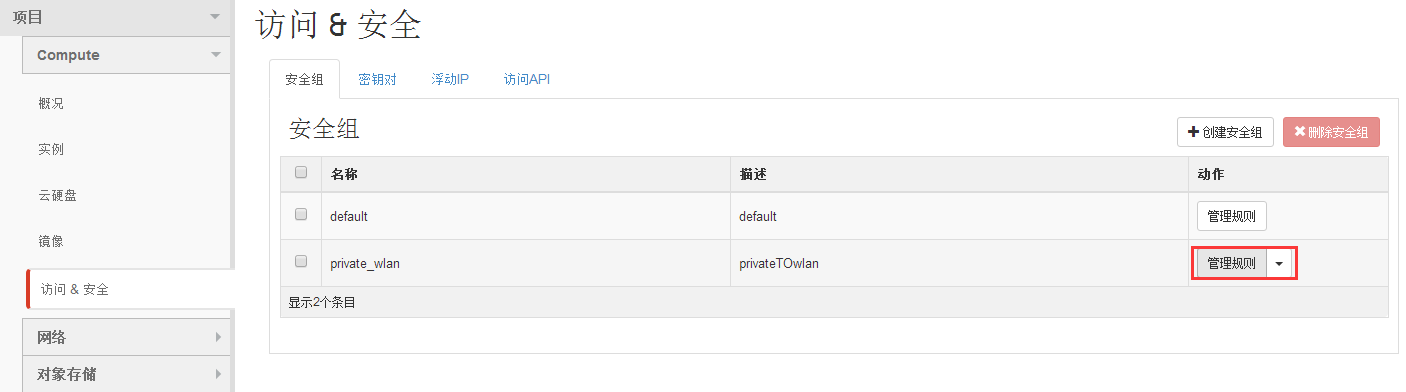 项目
Compute
概况
实例
云硬盘
镜像
访问 & 安全
网络
对象存储
访问 & 安全
安全组 密钥对 浮动IP 访问API
安全组
创建安全组 删除安全组
名称 描述 动作
default default 管理规则
private_wlan privateTOwlan 管理规则
显示2个条目